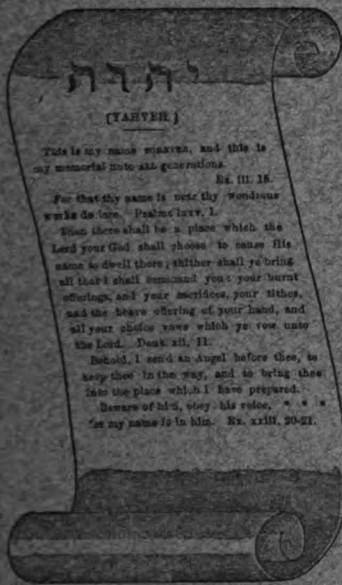 יהוה
(YAHVEH)
This is my name FOREVER, and this is
my memorial unto ALL generations.
Ex. III. 15.
For that thy name is near thy wondrous
works declare. Psalms lxxv, 1.
Then there shall be a place which the
Lord your God shall choose to cause His
name to dwell there; thither shall ye bring
all that I shall command you: your burnt
offerings, and your sacrifices, your tithes,
and the heave offering of your hand, and
all your choice vows which ye vow unto
the Lord. Deut. xii, 11.
Behold, I send an Angel before thee, to
keep thee in the way, and to bring thee
into the place which I have prepared.
Beware of him, obey his voice, * * *
for my name is in him. Ex. xxiii, 20-21.